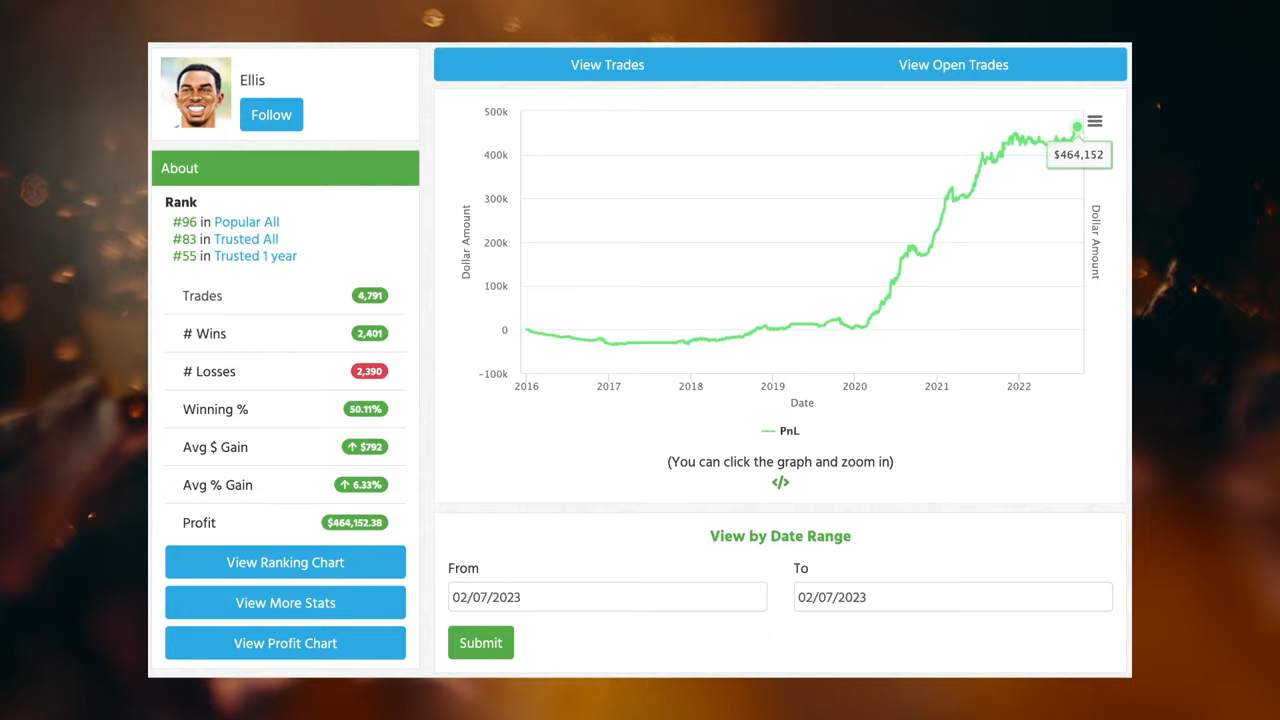 Ellis
Follow
About
Rank
#96 in Popular All
#83 in Trusted All
#55 in Trusted 1 year
Trades 4,791
# Wins 2,401
# Losses 2,390
Winning % 50.11%
Avg $ Gain ↑ $792
Avg % Gain ↑ 6.33%
Profit $464,152.38
View Ranking Chart
View More Stats
View Profit Chart
View Trades View Open Trades
500k
400k
300k
200k
100k
0
-100k
Dollar Amount
$464,152
Dollar Amount
2016 2017 2018 2019 2020 2021 2022
Date
PnL
(You can click the graph and zoom in)
</>
View by Date Range
From To
02/07/2023 02/07/2023
Submit